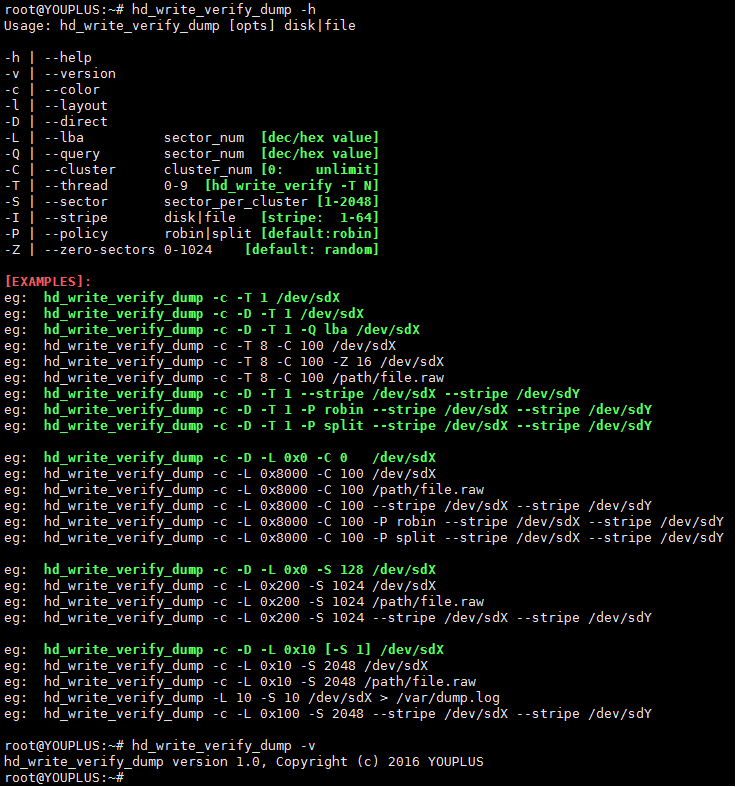 root@YOUPLUS:~# hd_write_verify_dump -h
Usage: hd_write_verify_dump [opts] disk|file
-h | --help
-v | --version
-c | --color
-l | --layout
-D | --direct
-L | --lba          sector_num  [dec/hex value]
-Q | --query        sector_num  [dec/hex value]
-C | --cluster      cluster_num [0:    unlimit]
-T | --thread       0-9  [hd_write_verify -T N]
-S | --sector       sector_per_cluster [1-2048]
-I | --stripe       disk|file   [stripe:  1-64]
-P | --policy       robin|split [default:robin]
-Z | --zero-sectors 0-1024    [default: random]
[EXAMPLES]:
eg:  hd_write_verify_dump -c -T 1 /dev/sdX
eg:  hd_write_verify_dump -c -D -T 1 /dev/sdX
eg:  hd_write_verify_dump -c -D -T 1 -Q lba /dev/sdX
eg:  hd_write_verify_dump -c -T 8 -C 100 /dev/sdX
eg:  hd_write_verify_dump -c -T 8 -C 100 -Z 16 /dev/sdX
eg:  hd_write_verify_dump -c -T 8 -C 100 /path/file.raw
eg:  hd_write_verify_dump -c -D -T 1 --stripe /dev/sdX --stripe /dev/sdY
eg:  hd_write_verify_dump -c -D -T 1 -P robin --stripe /dev/sdX --stripe /dev/sdY
eg:  hd_write_verify_dump -c -D -T 1 -P split --stripe /dev/sdX --stripe /dev/sdY
eg:  hd_write_verify_dump -c -D -L 0x0 -C 0   /dev/sdX
eg:  hd_write_verify_dump -c -L 0x8000 -C 100 /dev/sdX
eg:  hd_write_verify_dump -c -L 0x8000 -C 100 /path/file.raw
eg:  hd_write_verify_dump -c -L 0x8000 -C 100 --stripe /dev/sdX --stripe /dev/sdY
eg:  hd_write_verify_dump -c -L 0x8000 -C 100 -P robin --stripe /dev/sdX --stripe /dev/sdY
eg:  hd_write_verify_dump -c -L 0x8000 -C 100 -P split --stripe /dev/sdX --stripe /dev/sdY
eg:  hd_write_verify_dump -c -D -L 0x0 -S 128 /dev/sdX
eg:  hd_write_verify_dump -c -L 0x200 -S 1024 /dev/sdX
eg:  hd_write_verify_dump -c -L 0x200 -S 1024 /path/file.raw
eg:  hd_write_verify_dump -c -L 0x200 -S 1024 --stripe /dev/sdX --stripe /dev/sdY
eg:  hd_write_verify_dump -c -D -L 0x10 [-S 1] /dev/sdX
eg:  hd_write_verify_dump -c -L 0x10 -S 2048 /dev/sdX
eg:  hd_write_verify_dump -c -L 0x10 -S 2048 /path/file.raw
eg:  hd_write_verify_dump -L 10 -S 10 /dev/sdX > /var/dump.log
eg:  hd_write_verify_dump -c -L 0x100 -S 2048 --stripe /dev/sdX --stripe /dev/sdY
root@YOUPLUS:~# hd_write_verify_dump -v
hd_write_verify_dump version 1.0, Copyright (c) 2016 YOUPLUS
root@YOUPLUS:~#